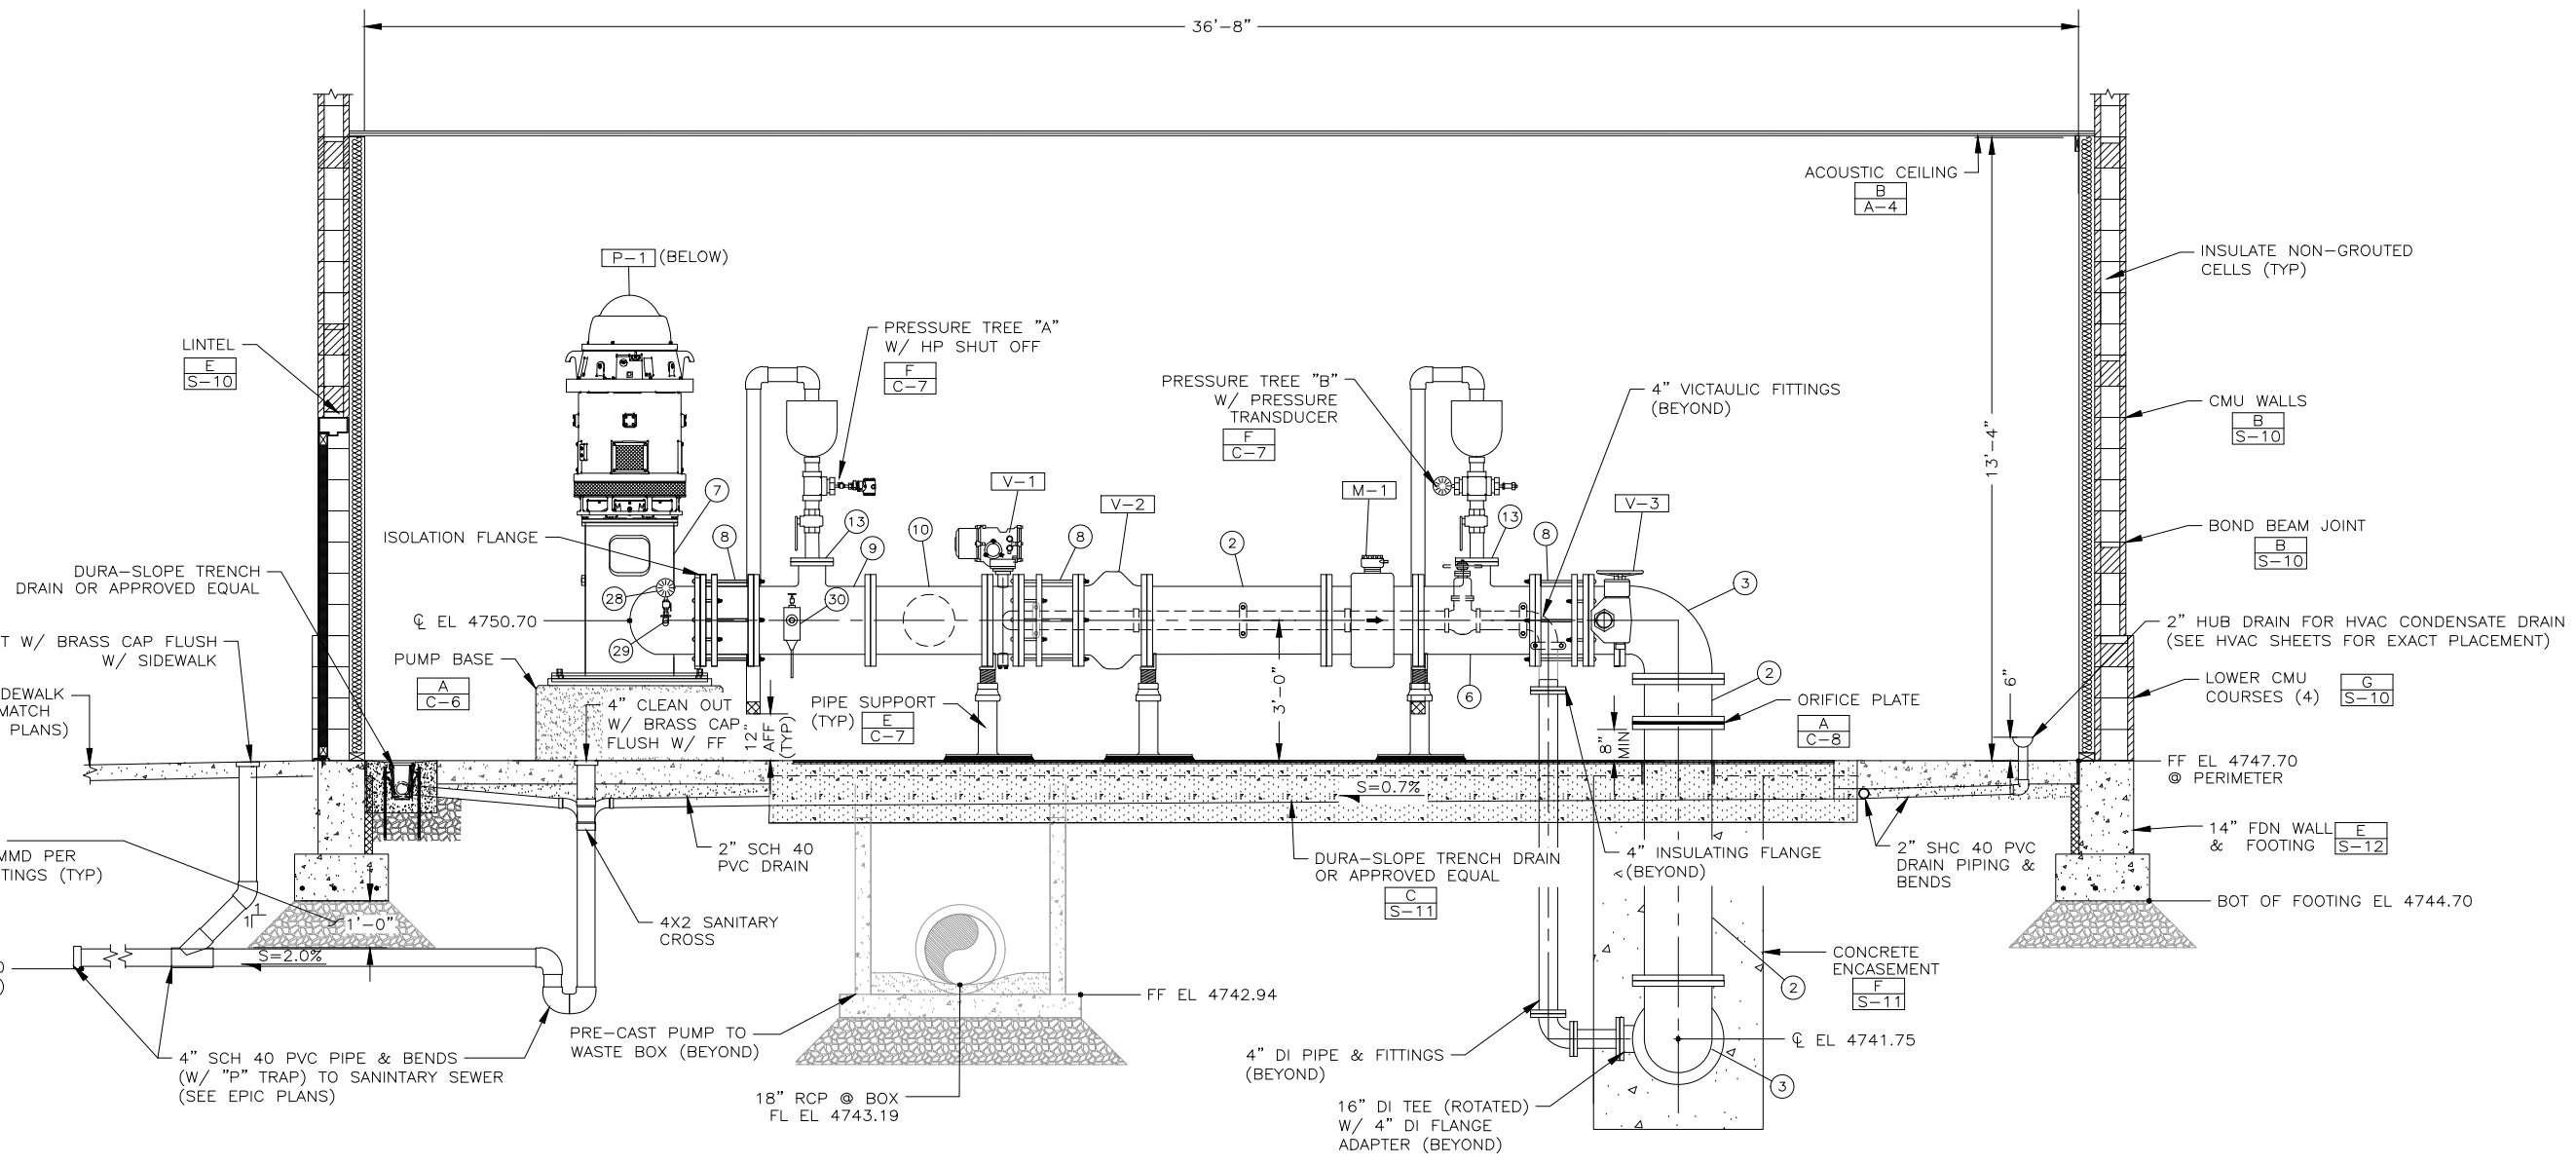 36'-8"
ACOUSTIC CEILING
B
A-4
P-1 (BELOW)
INSULATE NON-GROUTED
CELLS (TYP)
LINTEL
E
S-10
PRESSURE TREE "A"
W/ HP SHUT OFF
F
C-7
PRESSURE TREE "B"
W/ PRESSURE
TRANSDUCER
F
C-7
4" VICTAULIC FITTINGS
(BEYOND)
13'-4"
CMU WALLS
B
S-10
7
V-1
V-2
M-1
V-3
13
13
ISOLATION FLANGE
8
9
10
8
2
8
3
BOND BEAM JOINT
B
S-10
DURA-SLOPE TRENCH
DRAIN OR APPROVED EQUAL
28
29
30
℄ EL 4750.70
T W/ BRASS CAP FLUSH
W/ SIDEWALK
2" HUB DRAIN FOR HVAC CONDENSATE DRAIN
(SEE HVAC SHEETS FOR EXACT PLACEMENT)
PUMP BASE
A
C-6
DEWALK
MATCH
PLANS)
4" CLEAN OUT
W/ BRASS CAP
FLUSH W/ FF
12"
AFF
(TYP)
PIPE SUPPORT
(TYP)
E
C-7
3'-0"
6
2
ORIFICE PLATE
A
C-8
8"
MIN
6"
LOWER CMU
COURSES (4)
G
S-10
FF EL 4747.70
@ PERIMETER
S=0.7%
MMD PER
TINGS (TYP)
1'-0"
1
1
2" SCH 40
PVC DRAIN
DURA-SLOPE TRENCH DRAIN
OR APPROVED EQUAL
C
S-11
4" INSULATING FLANGE
(BEYOND)
2" SHC 40 PVC
DRAIN PIPING &
BENDS
14" FDN WALL
& FOOTING
E
S-12
BOT OF FOOTING EL 4744.70
4X2 SANITARY
CROSS
S=2.0%
CONCRETE
ENCASEMENT
F
S-11
2
FF EL 4742.94
PRE-CAST PUMP TO
WASTE BOX (BEYOND)
4" SCH 40 PVC PIPE & BENDS
(W/ "P" TRAP) TO SANINTARY SEWER
(SEE EPIC PLANS)
4" DI PIPE & FITTINGS
(BEYOND)
℄ EL 4741.75
3
18" RCP @ BOX
FL EL 4743.19
16" DI TEE (ROTATED)
W/ 4" DI FLANGE
ADAPTER (BEYOND)